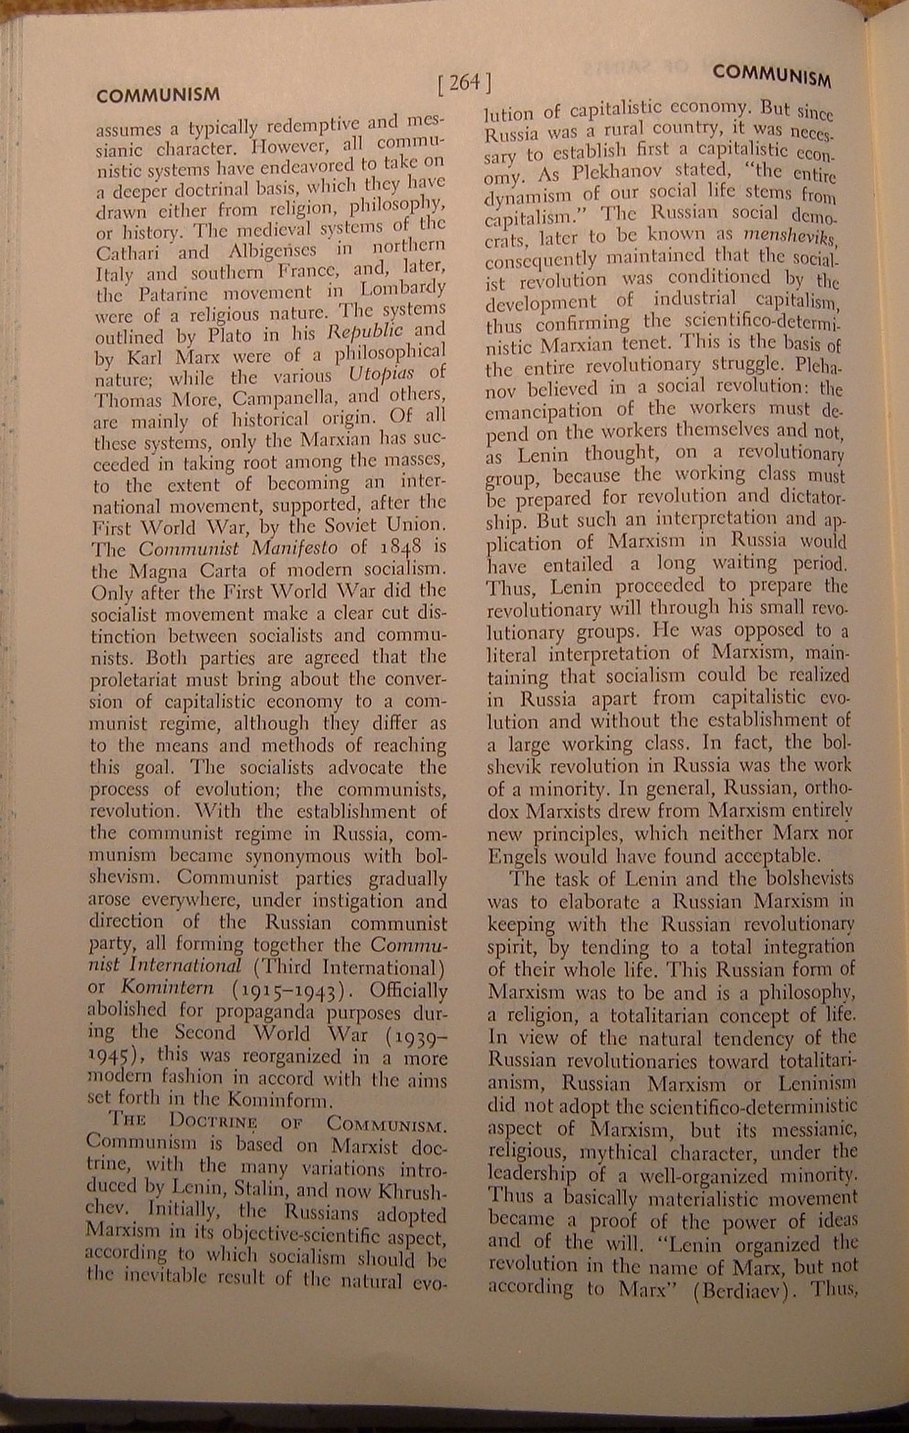 COMMUNISM
[ 264 ]
COMMUNISM
assumes a typically redemptive and mes-
sianic character. However, all commu-
nistic systems have endeavored to take on
a deeper doctrinal basis, which they have
drawn either from religion, philosophy,
or history. The medieval systems of the
Cathari and Albigenses in northern
Italy and southern France, and, later,
the Patarine movement in Lombardy
were of a religious nature. The systems
outlined by Plato in his Republic and
by Karl Marx were of a philosophical
nature; while the various Utopias of
Thomas More, Campanella, and others,
are mainly of historical origin. Of all
these systems, only the Marxian has suc-
ceeded in taking root among the masses,
to the extent of becoming an inter-
national movement, supported, after the
First World War, by the Soviet Union.
The Communist Manifesto of 1848 is
the Magna Carta of modern socialism.
Only after the First World War did the
socialist movement make a clear cut dis-
tinction between socialists and commu-
nists. Both parties are agreed that the
proletariat must bring about the conver-
sion of capitalistic economy to a com-
munist regime, although they differ as
to the means and methods of reaching
this goal. The socialists advocate the
process of evolution; the communists,
revolution. With the establishment of
the communist regime in Russia, com-
munism became synonymous with bol-
shevism. Communist parties gradually
arose everywhere, under instigation and
direction of the Russian communist
party, all forming together the Commu-
nist International (Third International)
or Komintern (1915–1943). Officially
abolished for propaganda purposes dur-
ing the Second World War (1939–
1945), this was reorganized in a more
modern fashion in accord with the aims
set forth in the Kominform.
THE DOCTRINE OF COMMUNISM.
Communism is based on Marxist doc-
trine, with the many variations intro-
duced by Lenin, Stalin, and now Khrush-
chev. Initially, the Russians adopted
Marxism in its objective-scientific aspect,
according to which socialism should be
the inevitable result of the natural evo-
lution of capitalistic economy. But since
Russia was a rural country, it was neces-
sary to establish first a capitalistic econ-
omy. As Plekhanov stated, "the entire
dynamism of our social life stems from
capitalism." The Russian social demo-
crats, later to be known as mensheviks,
consequently maintained that the social-
ist revolution was conditioned by the
development of industrial capitalism,
thus confirming the scientifico-determi-
nistic Marxian tenet. This is the basis of
the entire revolutionary struggle. Pleha-
nov believed in a social revolution: the
emancipation of the workers must de-
pend on the workers themselves and not,
as Lenin thought, on a revolutionary
group, because the working class must
be prepared for revolution and dictator-
ship. But such an interpretation and ap-
plication of Marxism in Russia would
have entailed a long waiting period.
Thus, Lenin proceeded to prepare the
revolutionary will through his small revo-
lutionary groups. He was opposed to a
literal interpretation of Marxism, main-
taining that socialism could be realized
in Russia apart from capitalistic evo-
lution and without the establishment of
a large working class. In fact, the bol-
shevik revolution in Russia was the work
of a minority. In general, Russian, ortho-
dox Marxists drew from Marxism entirely
new principles, which neither Marx nor
Engels would have found acceptable.
The task of Lenin and the bolshevists
was to elaborate a Russian Marxism in
keeping with the Russian revolutionary
spirit, by tending to a total integration
of their whole life. This Russian form of
Marxism was to be and is a philosophy,
a religion, a totalitarian concept of life.
In view of the natural tendency of the
Russian revolutionaries toward totalitari-
anism, Russian Marxism or Leninism
did not adopt the scientifico-deterministic
aspect of Marxism, but its messianic,
religious, mythical character, under the
leadership of a well-organized minority.
Thus a basically materialistic movement
became a proof of the power of ideas
and of the will. "Lenin organized the
revolution in the name of Marx, but not
according to Marx" (Berdiaev). Thus,